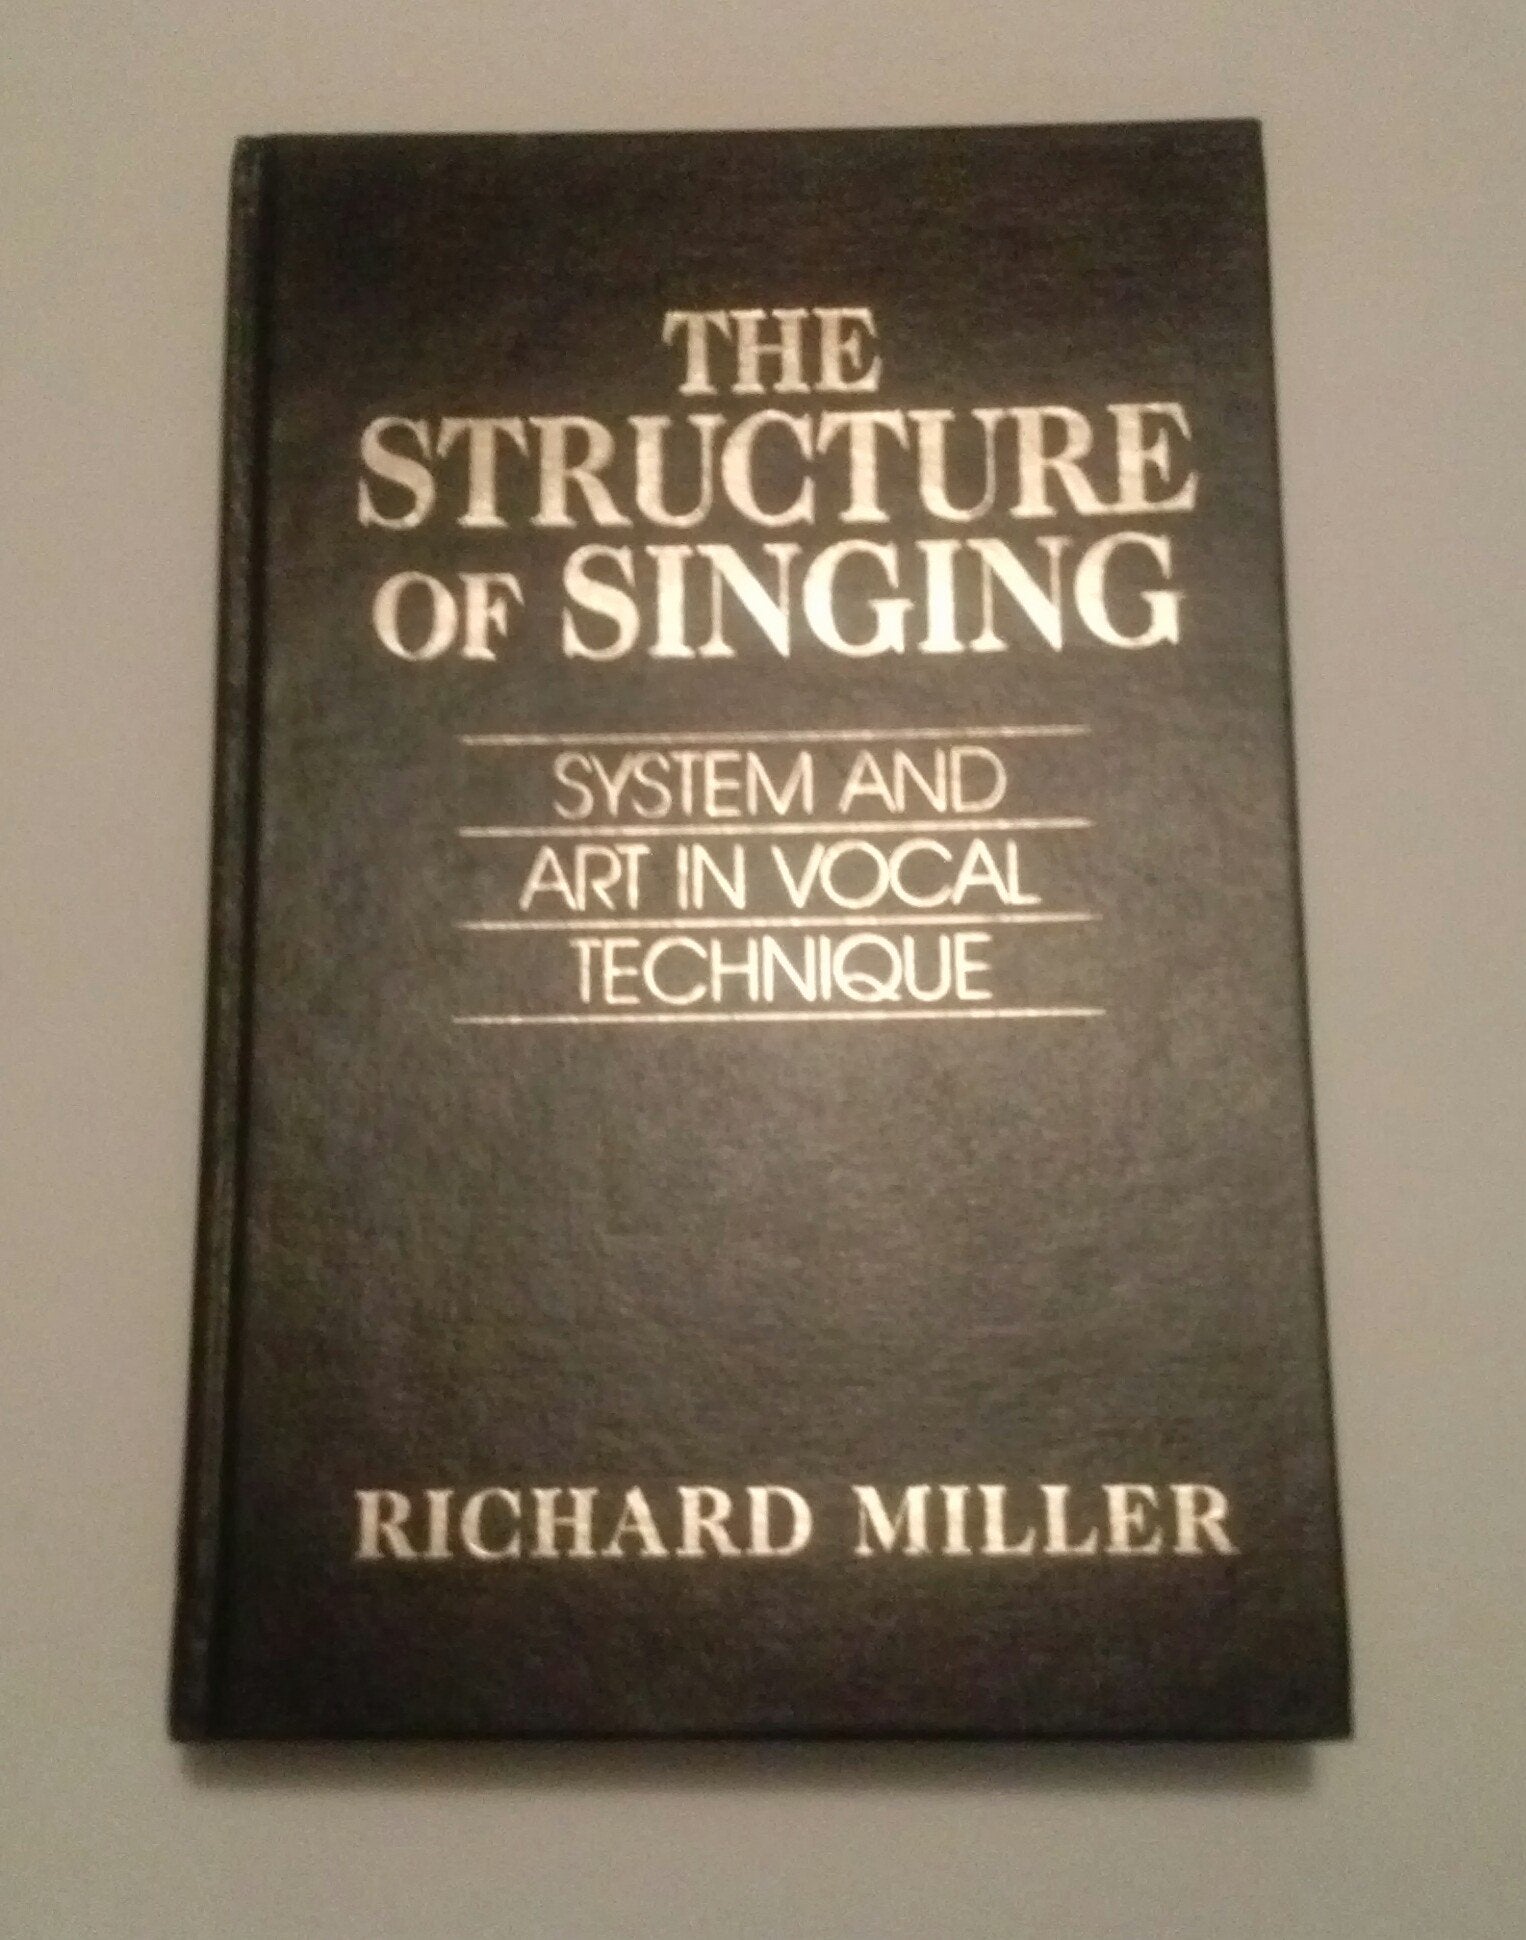 THE
STRUCTURE
OF SINGING
SYSTEM AND
ART IN VOCAL
TECHNIQUE
RICHARD MILLER